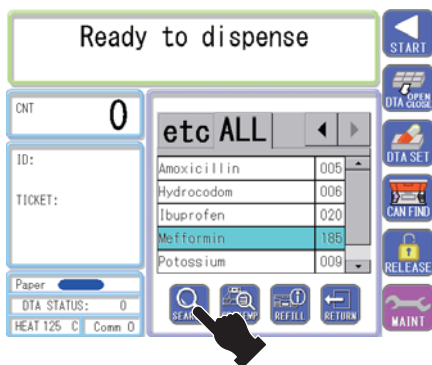 Ready to dispense
START
DTA OPEN CLOSE
CNT 0
etc ALL
DTA SET
ID:
TICKET:
Amoxicillin 005
Hydrocodom 006
Ibuprofen 020
Mefformin 185
Potossium 009
CAN FIND
RELEASE
Paper
DTA STATUS: 0
HEAT 125 C Comm 0
REFILL
RETURN
MAINT